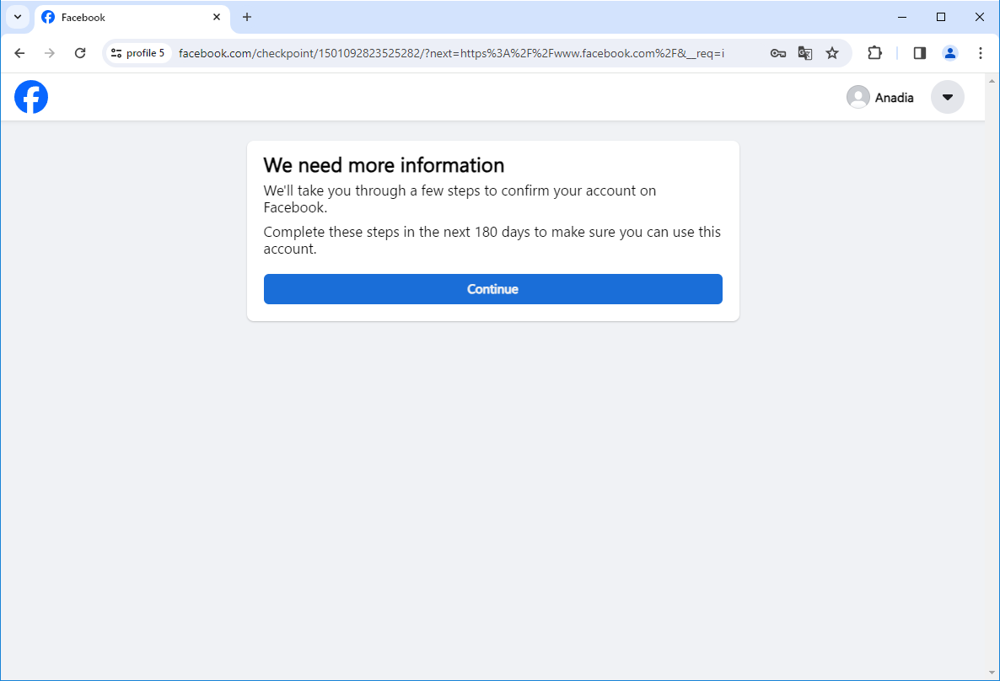 Facebook
profile 5
facebook.com/checkpoint/1501092823525282/?next=https%3A%2F%2Fwww.facebook.com%2F&__req=i
Anadia
We need more information
We'll take you through a few steps to confirm your account on
Facebook.
Complete these steps in the next 180 days to make sure you can use this
account.
Continue